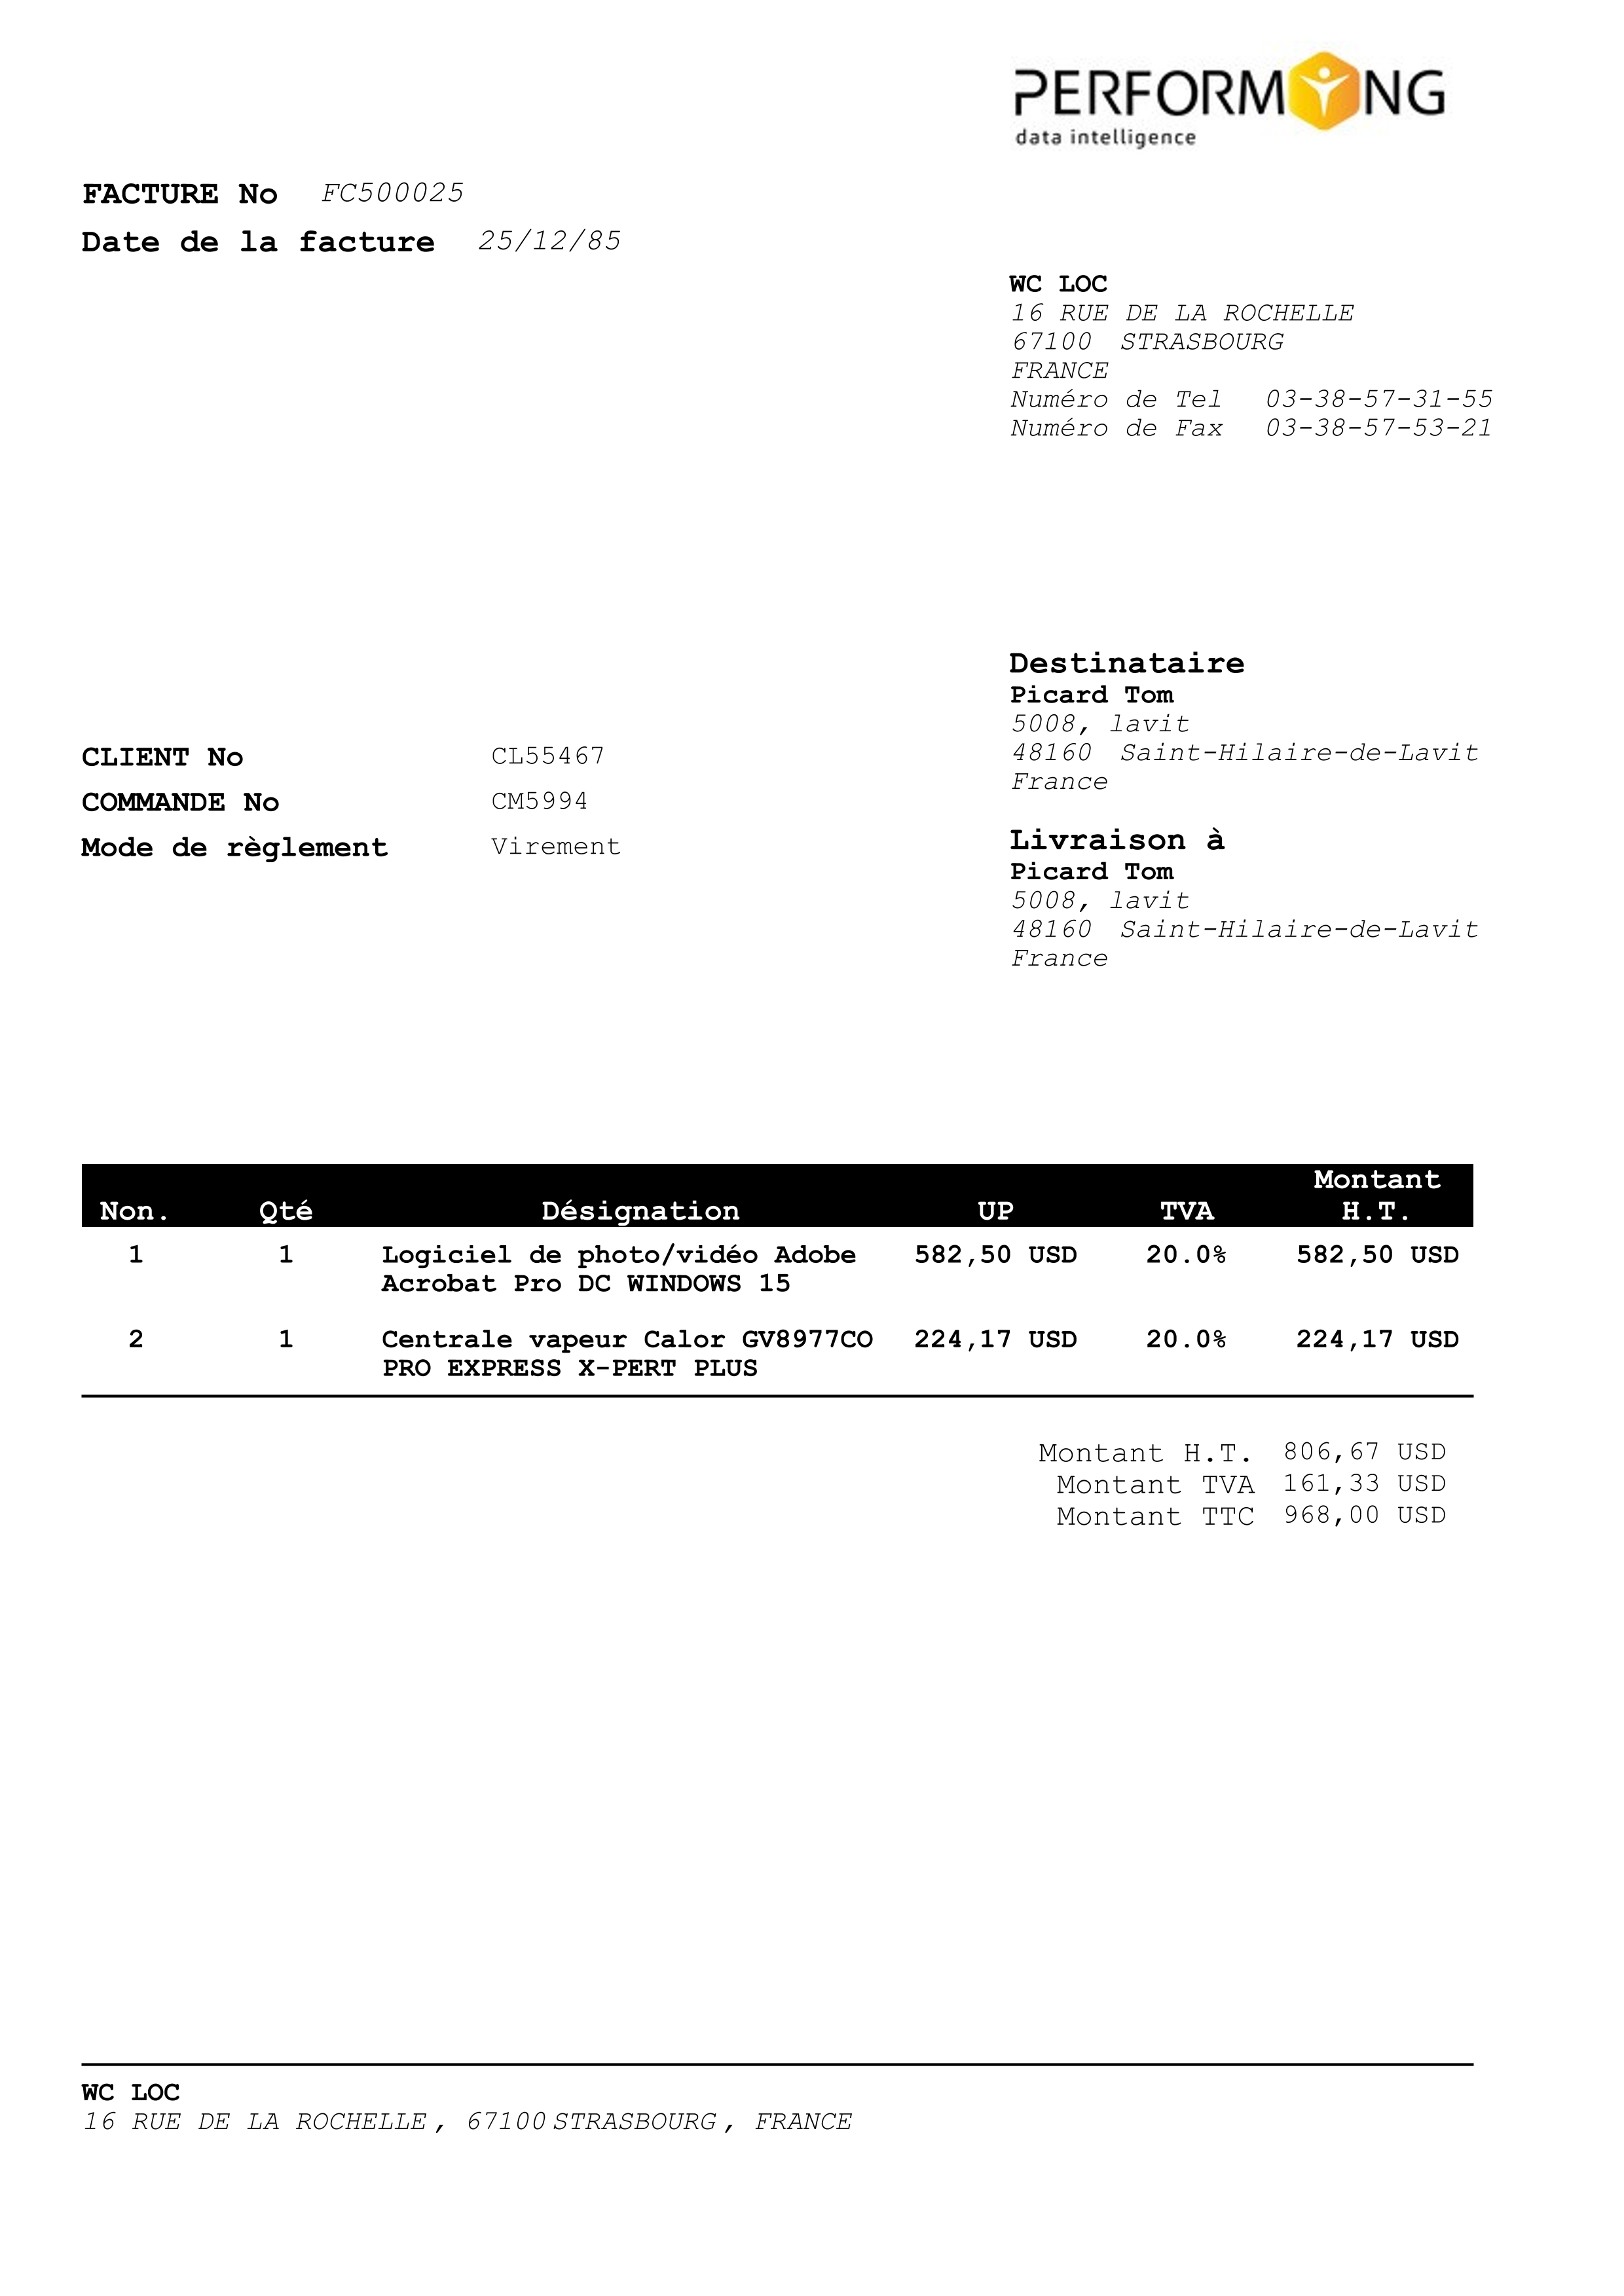 PERFORMNG
data intelligence
FACTURE No FC500025
Date de la facture 25/12/85
WC LOC
16 RUE DE LA ROCHELLE
67100 STRASBOURG
FRANCE
Numéro de Tel 03-38-57-31-55
Numéro de Fax 03-38-57-53-21
Destinataire
Picard Tom
5008, lavit
48160 Saint-Hilaire-de-Lavit
France
CLIENT No CL55467
COMMANDE No CM5994
Mode de règlement Virement
Livraison à
Picard Tom
5008, lavit
48160 Saint-Hilaire-de-Lavit
France
Non. Qté Désignation UP TVA Montant H.T.
1 1 Logiciel de photo/vidéo Adobe 582,50 USD 20.0% 582,50 USD
Acrobat Pro DC WINDOWS 15
2 1 Centrale vapeur Calor GV8977CO 224,17 USD 20.0% 224,17 USD
PRO EXPRESS X-PERT PLUS
Montant H.T. 806,67 USD
Montant TVA 161,33 USD
Montant TTC 968,00 USD
WC LOC
16 RUE DE LA ROCHELLE, 67100 STRASBOURG, FRANCE